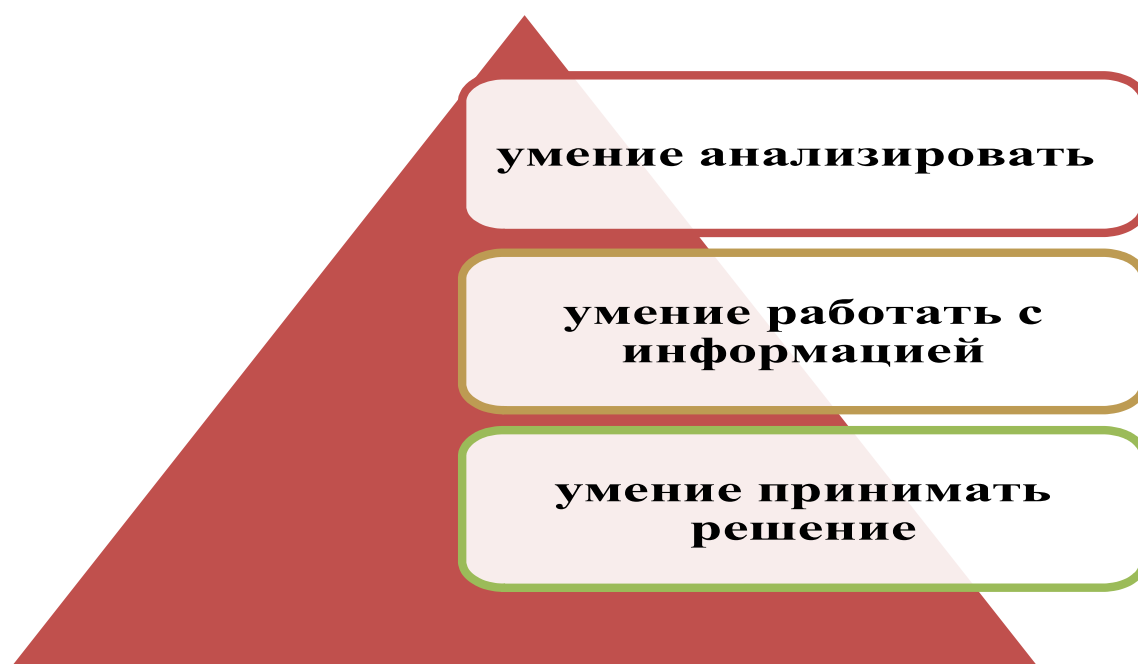 умение анализировать
умение работать с
информацией
умение принимать
решение